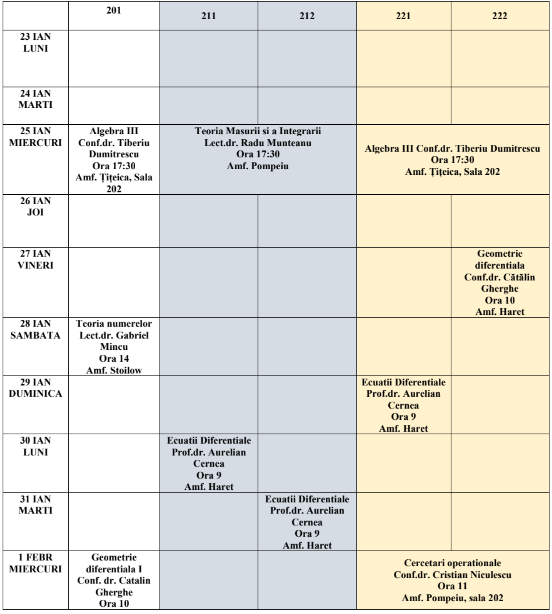 201
211
212
221
222
23 IAN
LUNI
24 IAN
MARTI
25 IAN
MIERCURI
Algebra III
Conf.dr. Tiberiu
Dumitrescu
Ora 17:30
Amf. Țițeica, Sala
202
Teoria Masurii si a Integrarii
Lect.dr. Radu Munteanu
Ora 17:30
Amf. Pompeiu
Algebra III Conf.dr. Tiberiu Dumitrescu
Ora 17:30
Amf. Țițeica, Sala 202
26 IAN
JOI
27 IAN
VINERI
Geometrie
diferentiala
Conf.dr. Cătălin
Gherghe
Ora 10
Amf. Haret
28 IAN
SAMBATA
Teoria numerelor
Lect.dr. Gabriel
Mincu
Ora 14
Amf. Stoilow
29 IAN
DUMINICA
Ecuatii Diferentiale
Prof.dr. Aurelian
Cernea
Ora 9
Amf. Haret
30 IAN
LUNI
Ecuatii Diferentiale
Prof.dr. Aurelian
Cernea
Ora 9
Amf. Haret
31 IAN
MARTI
Ecuatii Diferentiale
Prof.dr. Aurelian
Cernea
Ora 9
Amf. Haret
1 FEBR
MIERCURI
Geometrie
diferentiala I
Conf. dr. Catalin
Gherghe
Ora 10
Cercetari operationale
Conf.dr. Cristian Niculescu
Ora 11
Amf. Pompeiu, sala 202